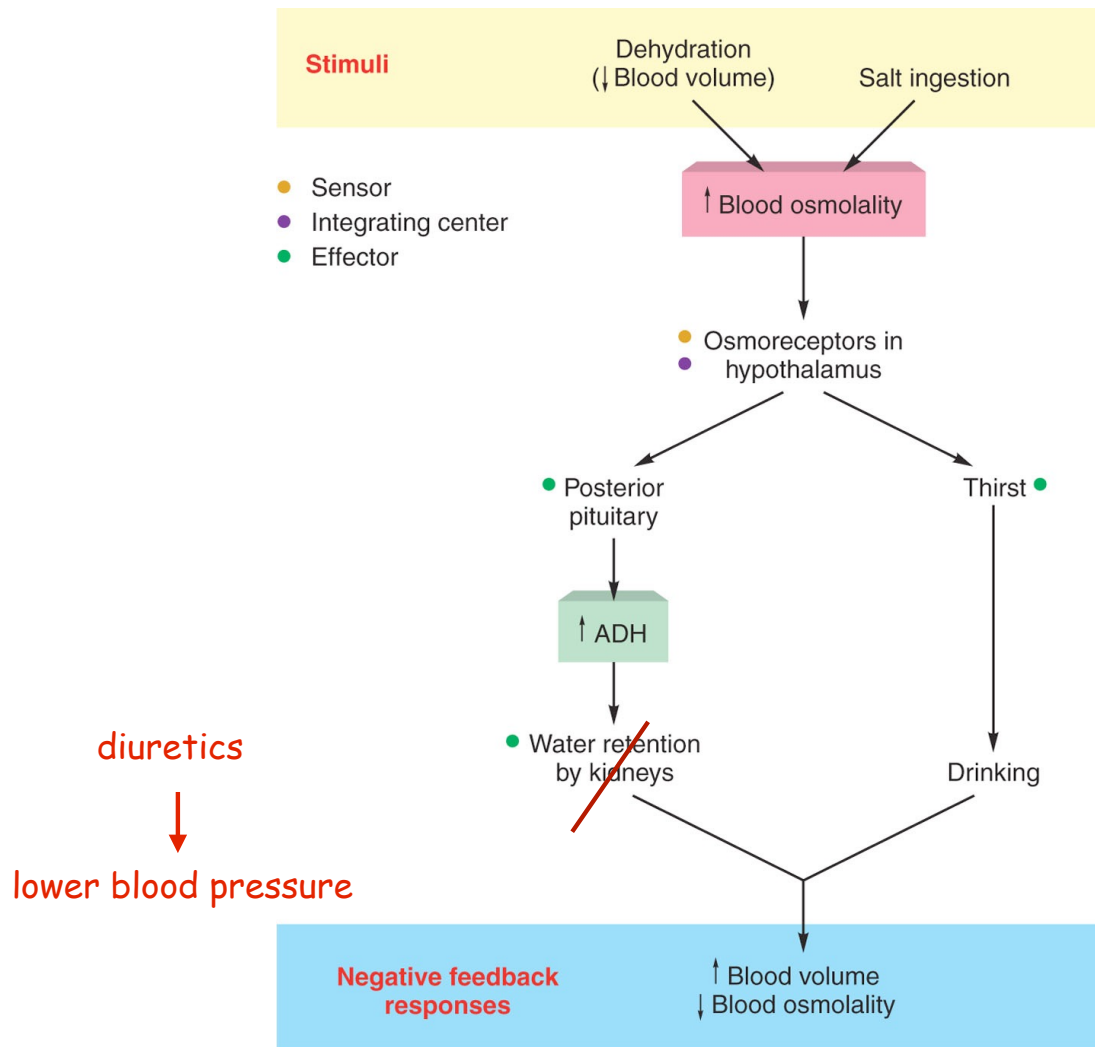 Stimuli
Dehydration
(↓ Blood volume)
Salt ingestion
Sensor
Integrating center
Effector
↑ Blood osmolality
Osmoreceptors in
hypothalamus
Posterior
pituitary
Thirst
↑ ADH
Water retention
by kidneys
Drinking
diuretics
lower blood pressure
Negative feedback
responses
↑ Blood volume
↓ Blood osmolality